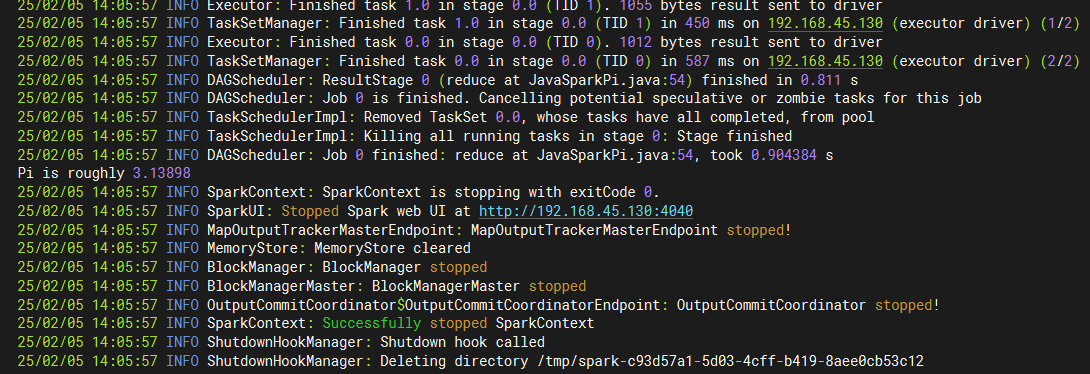 25/02/05 14:05:57 INFO Executor: Finished task 1.0 in stage 0.0 (TID 1). 1055 bytes result sent to driver
25/02/05 14:05:57 INFO TaskSetManager: Finished task 1.0 in stage 0.0 (TID 1) in 450 ms on 192.168.45.130 (executor driver) (1/2)
25/02/05 14:05:57 INFO Executor: Finished task 0.0 in stage 0.0 (TID 0). 1012 bytes result sent to driver
25/02/05 14:05:57 INFO TaskSetManager: Finished task 0.0 in stage 0.0 (TID 0) in 587 ms on 192.168.45.130 (executor driver) (2/2)
25/02/05 14:05:57 INFO DAGScheduler: ResultStage 0 (reduce at JavaSparkPi.java:54) finished in 0.811 s
25/02/05 14:05:57 INFO DAGScheduler: Job 0 is finished. Cancelling potential speculative or zombie tasks for this job
25/02/05 14:05:57 INFO TaskSchedulerImpl: Removed TaskSet 0.0, whose tasks have all completed, from pool
25/02/05 14:05:57 INFO TaskSchedulerImpl: Killing all running tasks in stage 0: Stage finished
25/02/05 14:05:57 INFO DAGScheduler: Job 0 finished: reduce at JavaSparkPi.java:54, took 0.904384 s
Pi is roughly 3.13898
25/02/05 14:05:57 INFO SparkContext: SparkContext is stopping with exitCode 0.
25/02/05 14:05:57 INFO SparkUI: Stopped Spark web UI at http://192.168.45.130:4040
25/02/05 14:05:57 INFO MapOutputTrackerMasterEndpoint: MapOutputTrackerMasterEndpoint stopped!
25/02/05 14:05:57 INFO MemoryStore: MemoryStore cleared
25/02/05 14:05:57 INFO BlockManager: BlockManager stopped
25/02/05 14:05:57 INFO BlockManagerMaster: BlockManagerMaster stopped
25/02/05 14:05:57 INFO OutputCommitCoordinator$OutputCommitCoordinatorEndpoint: OutputCommitCoordinator stopped!
25/02/05 14:05:57 INFO SparkContext: Successfully stopped SparkContext
25/02/05 14:05:57 INFO ShutdownHookManager: Shutdown hook called
25/02/05 14:05:57 INFO ShutdownHookManager: Deleting directory /tmp/spark-c93d57a1-5d03-4cff-b419-8aee0cb53c12